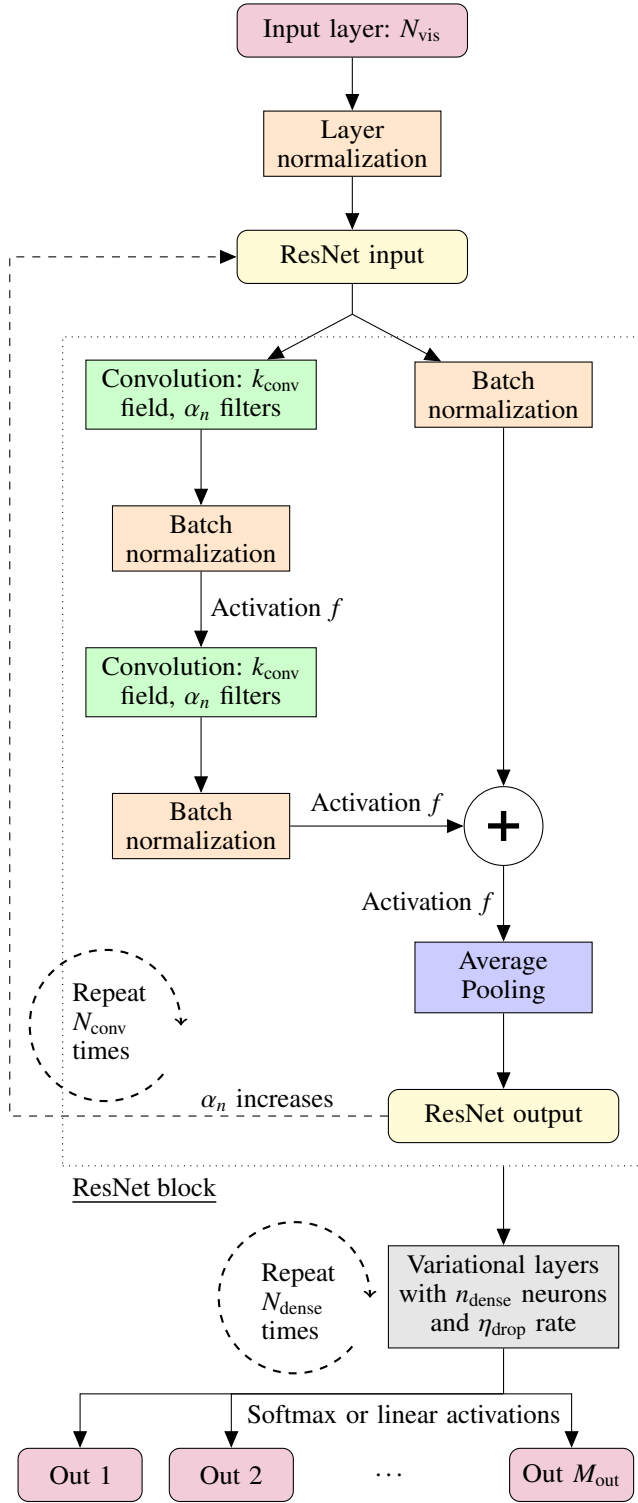 Input layer: N_vis
Layer
normalization
ResNet input
Convolution: k_conv
field, α_n filters
Batch
normalization
Batch
normalization
Activation f
Convolution: k_conv
field, α_n filters
Batch
normalization
Activation f
+
Activation f
Average
Pooling
Repeat
N_conv
times
α_n increases
ResNet output
ResNet block
Repeat
N_dense
times
Variational layers
with n_dense neurons
and η_drop rate
Softmax or linear activations
Out 1
Out 2
...
Out M_out